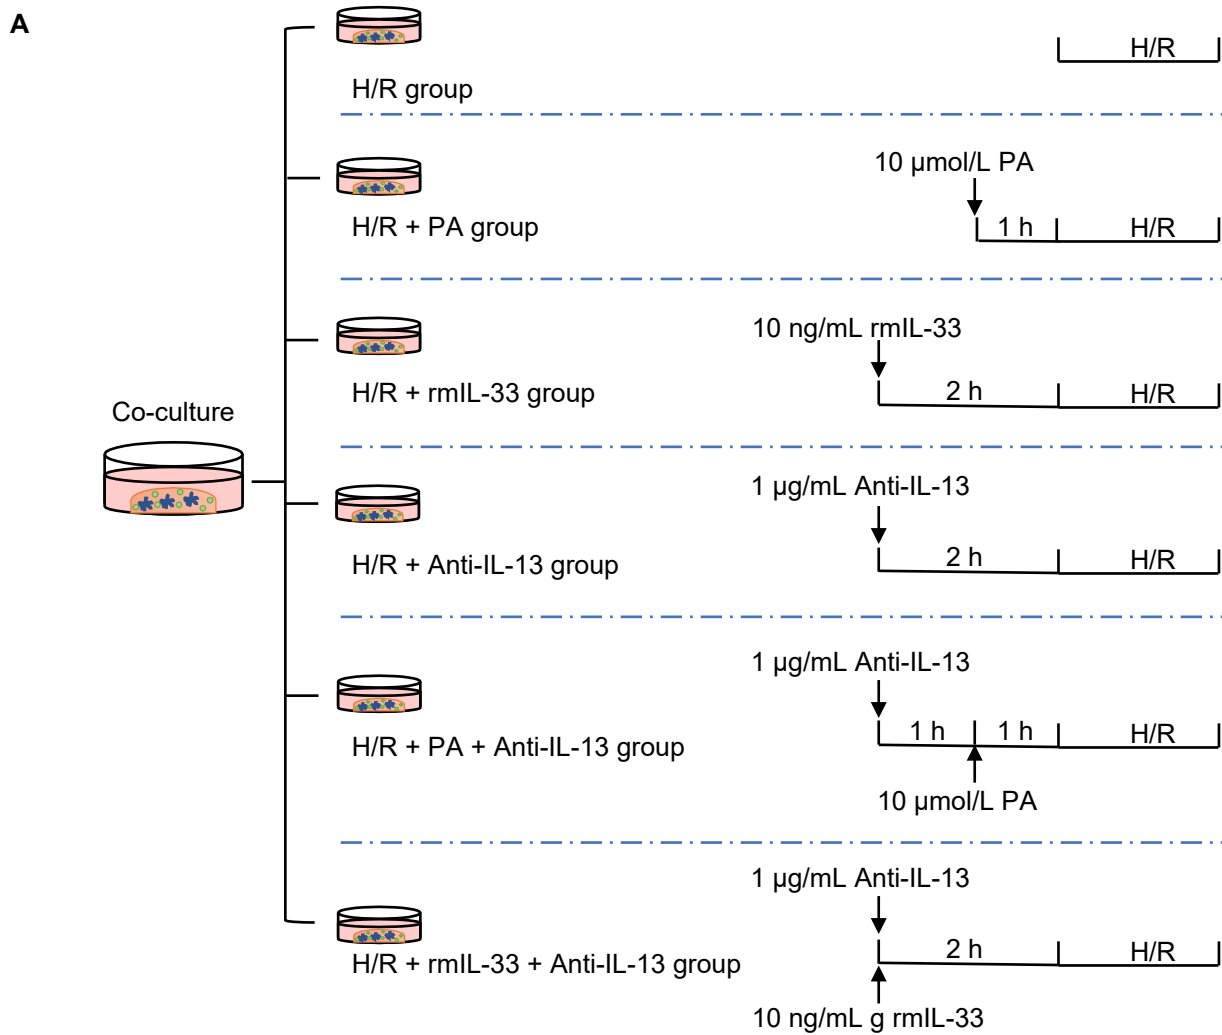 A
H/R
H/R group
10 µmol/L PA
1 h
H/R
H/R + PA group
10 ng/mL rmIL-33
2 h
H/R
H/R + rmIL-33 group
Co-culture
1 µg/mL Anti-IL-13
2 h
H/R
H/R + Anti-IL-13 group
1 µg/mL Anti-IL-13
1 h
1 h
H/R
H/R + PA + Anti-IL-13 group
10 µmol/L PA
1 µg/mL Anti-IL-13
2 h
H/R
H/R + rmIL-33 + Anti-IL-13 group
10 ng/mL g rmIL-33